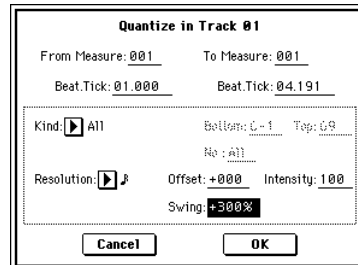 Quantize in Track 01
From Measure: 001 To Measure: 001
Beat.Tick: 01.000 Beat.Tick: 04.191
Kind: All Bottom: C-1 Top: G9
No.: All
Resolution: ♪ Offset: +000 Intensity: 100
Swing: +300%
Cancel OK